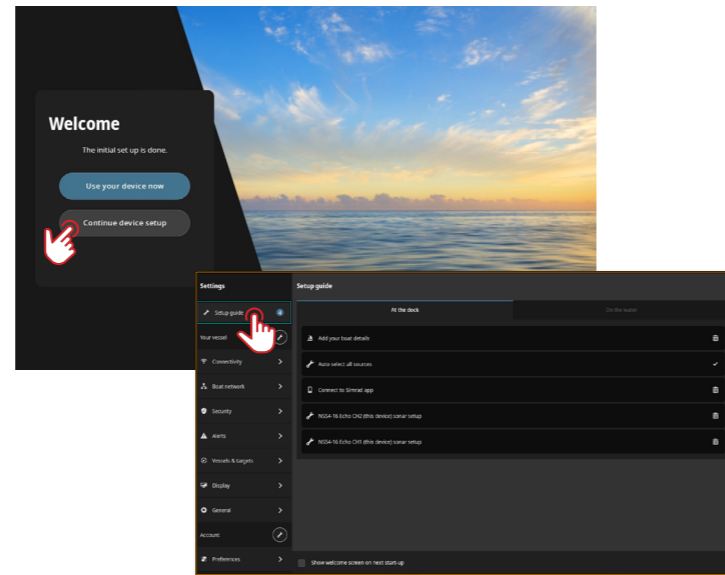 Welcome
The initial set up is done.
Use your device now
Continue device setup
Settings
Setup guide
Setup guide
At the dock
On the water
Your vessel
Add your boat details
Connectivity
Auto select all sources
Boat network
Connect to Simrad app
Security
NSS4-16 Echo CH2 (this device) sonar setup
Alerts
NSS4-16 Echo CH1 (this device) sonar setup
Vessels & targets
Display
General
Account
Preferences
Show welcome screen on next start-up